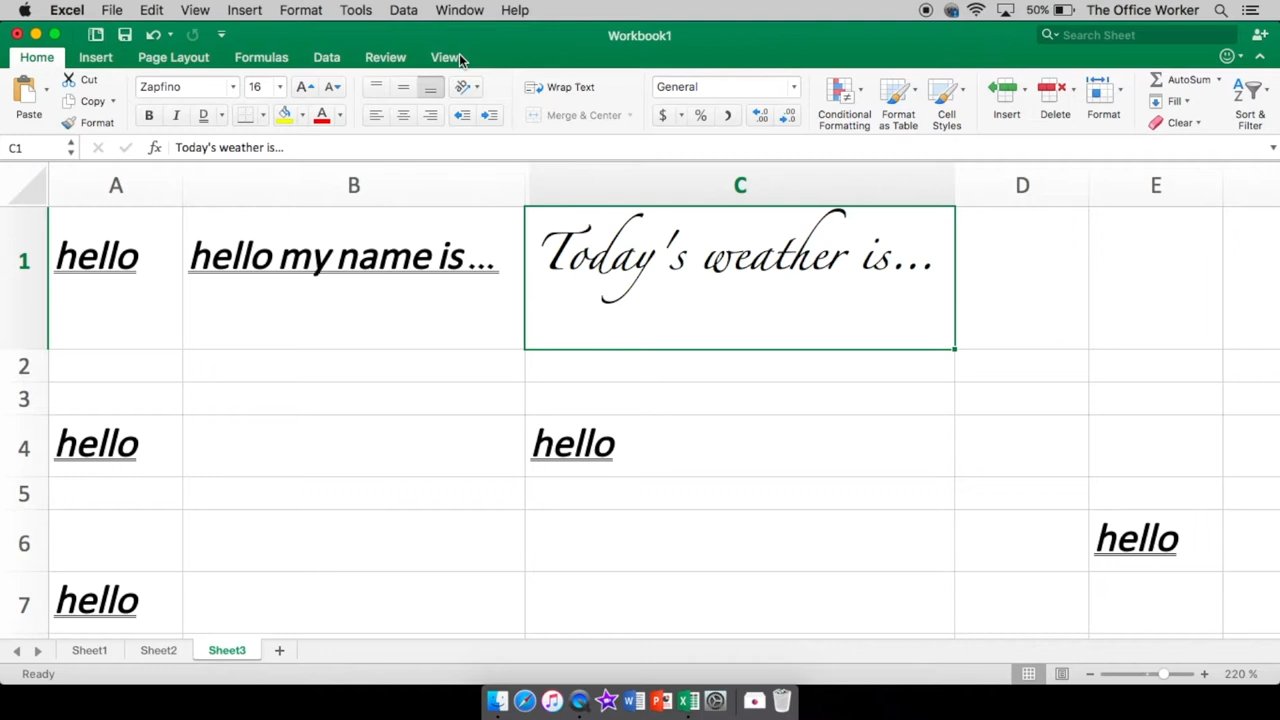 Excel File Edit View Insert Format Tools Data Window Help 50% The Office Worker
Workbook1 Search Sheet
Home Insert Page Layout Formulas Data Review View
Cut Zapfino 16 A A Wrap Text General AutoSum
Copy Fill
Paste Format B I U A Merge & Center $ % Conditional Formatting Format as Table Cell Styles Insert Delete Format Clear Sort & Filter
C1 fx Today's weather is...
A B C D E
1 hello hello my name is... Today's weather is...
2
3
4 hello hello
5
6 hello
7 hello
Sheet1 Sheet2 Sheet3 +
Ready 220 %